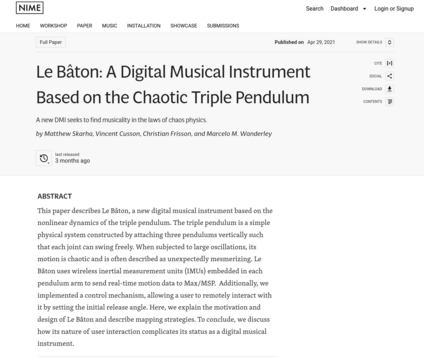 NIME
Search Dashboard Login or Signup
HOME WORKSHOP PAPER MUSIC INSTALLATION SHOWCASE SUBMISSIONS
Full Paper Published on Apr 29, 2021 SHOW DETAILS
Le Bâton: A Digital Musical Instrument
Based on the Chaotic Triple Pendulum
A new DMI seeks to find musicality in the laws of chaos physics.
by Matthew Skarha, Vincent Cusson, Christian Frisson, and Marcelo M. Wanderley
CITE
SOCIAL
DOWNLOAD
CONTENTS
last released
3 months ago
ABSTRACT
This paper describes Le Bâton, a new digital musical instrument based on the
nonlinear dynamics of the triple pendulum. The triple pendulum is a simple
physical system constructed by attaching three pendulums vertically such
that each joint can swing freely. When subjected to large oscillations, its
motion is chaotic and is often described as unexpectedly mesmerizing. Le
Bâton uses wireless inertial measurement units (IMUs) embedded in each
pendulum arm to send real-time motion data to Max/MSP. Additionally, we
implemented a control mechanism, allowing a user to remotely interact with
it by setting the initial release angle. Here, we explain the motivation and
design of Le Bâton and describe mapping strategies. To conclude, we discuss
how its nature of user interaction complicates its status as a digital musical
instrument.